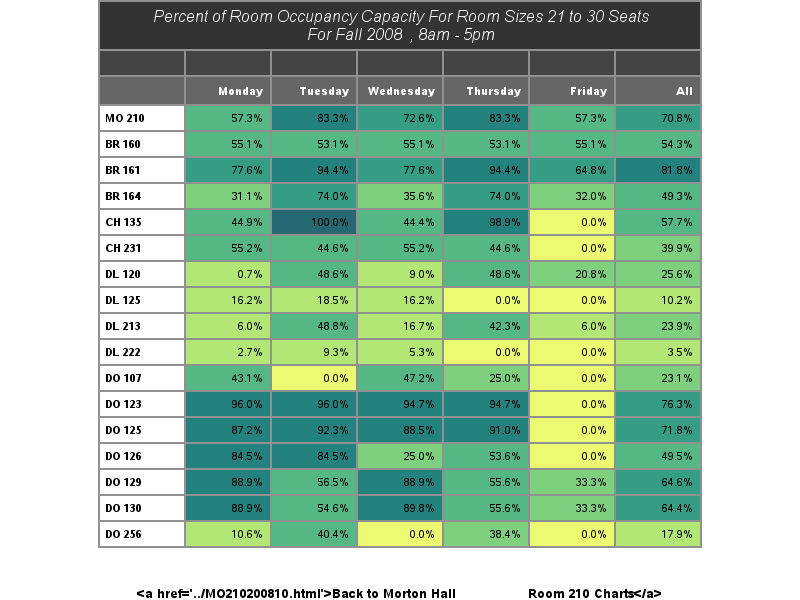 Percent of Room Occupancy Capacity For Room Sizes 21 to 30 Seats
For Fall 2008 , 8am - 5pm
Monday Tuesday Wednesday Thursday Friday All
MO 210 57.3% 83.3% 72.6% 83.3% 57.3% 70.8%
BR 160 55.1% 53.1% 55.1% 53.1% 55.1% 54.3%
BR 161 77.6% 94.4% 77.6% 94.4% 64.8% 81.8%
BR 164 31.1% 74.0% 35.6% 74.0% 32.0% 49.3%
CH 135 44.9% 100.0% 44.4% 98.9% 0.0% 57.7%
CH 231 55.2% 44.6% 55.2% 44.6% 0.0% 39.9%
DL 120 0.7% 48.6% 9.0% 48.6% 20.8% 25.6%
DL 125 16.2% 18.5% 16.2% 0.0% 0.0% 10.2%
DL 213 6.0% 48.8% 16.7% 42.3% 6.0% 23.9%
DL 222 2.7% 9.3% 5.3% 0.0% 0.0% 3.5%
DO 107 43.1% 0.0% 47.2% 25.0% 0.0% 23.1%
DO 123 96.0% 96.0% 94.7% 94.7% 0.0% 76.3%
DO 125 87.2% 92.3% 88.5% 91.0% 0.0% 71.8%
DO 126 84.5% 84.5% 25.0% 53.6% 0.0% 49.5%
DO 129 88.9% 56.5% 88.9% 55.6% 33.3% 64.6%
DO 130 88.9% 54.6% 89.8% 55.6% 33.3% 64.4%
DO 256 10.6% 40.4% 0.0% 38.4% 0.0% 17.9%
<a href='../MO210200810.html'>Back to Morton Hall Room 210 Charts</a>